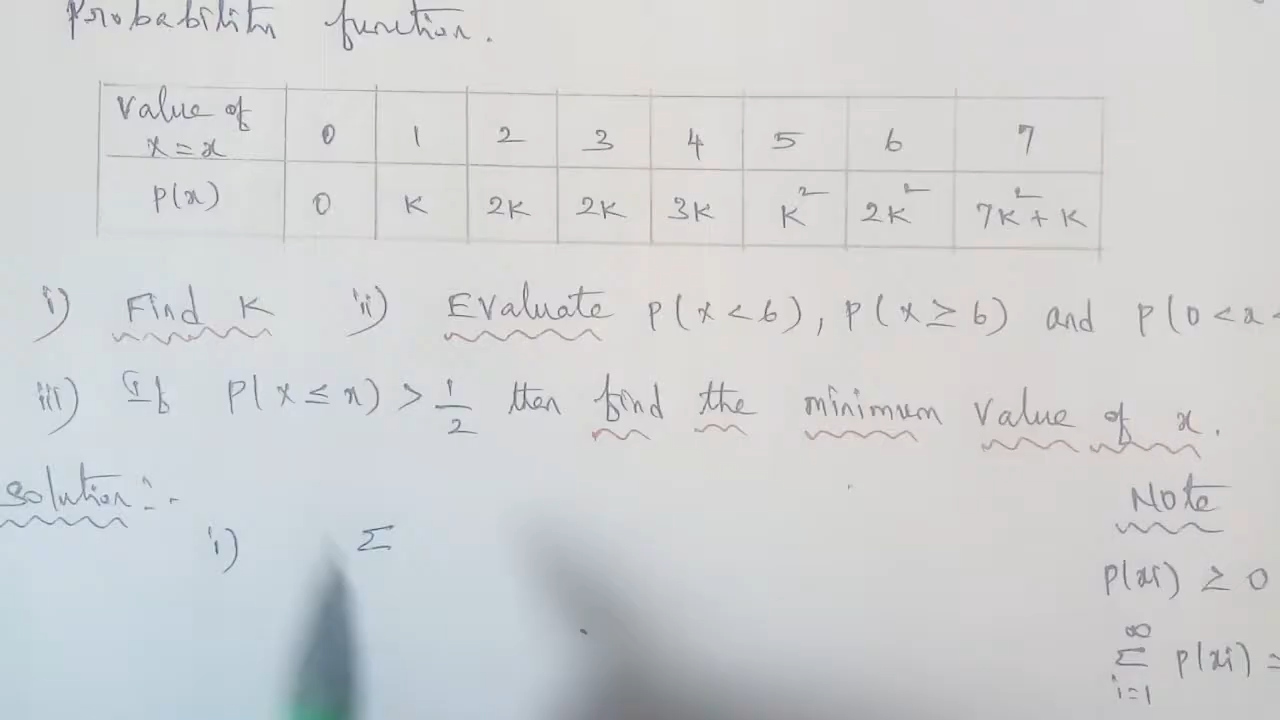 Probability function.
Value of X=x 0 1 2 3 4 5 6 7
P(x) 0 K 2K 2K 3K K² 2K² 7K²+K
i) Find K ii) Evaluate P(X<6), P(X≥6) and P(0<x<
iii) If P(X≤x) > 1/2 then find the minimum value of x.
Solution:-
i) Σ
Note
P(xi) ≥ 0
∞
Σ P(xi) =
i=1